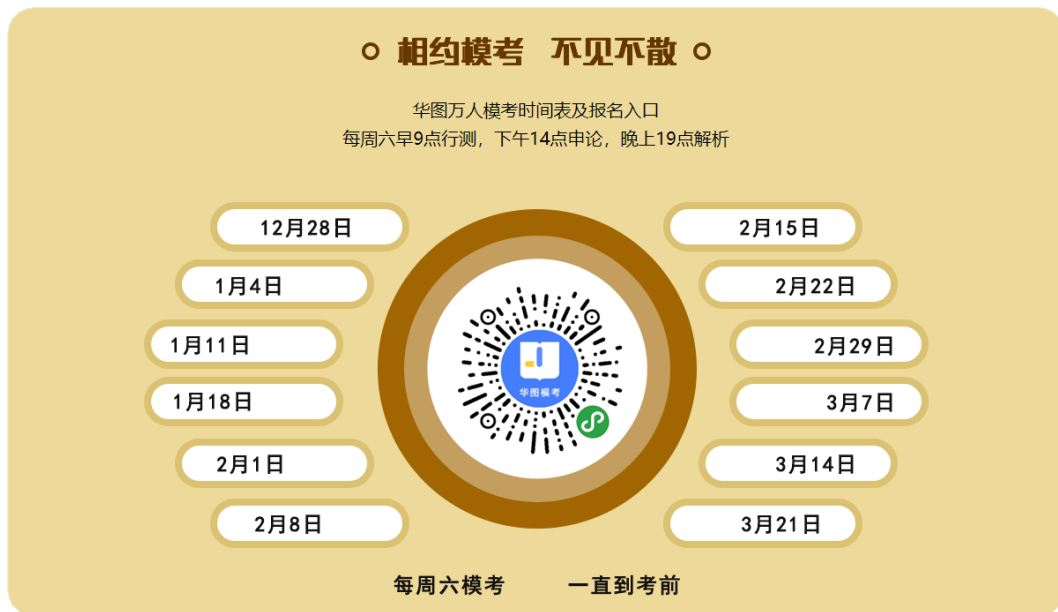 相约模考 不见不散
华图万人模考时间表及报名入口
每周六早9点行测，下午14点申论，晚上19点解析
12月28日
1月4日
1月11日
1月18日
2月1日
2月8日
华图模考
2月15日
2月22日
2月29日
3月7日
3月14日
3月21日
每周六模考 一直到考前